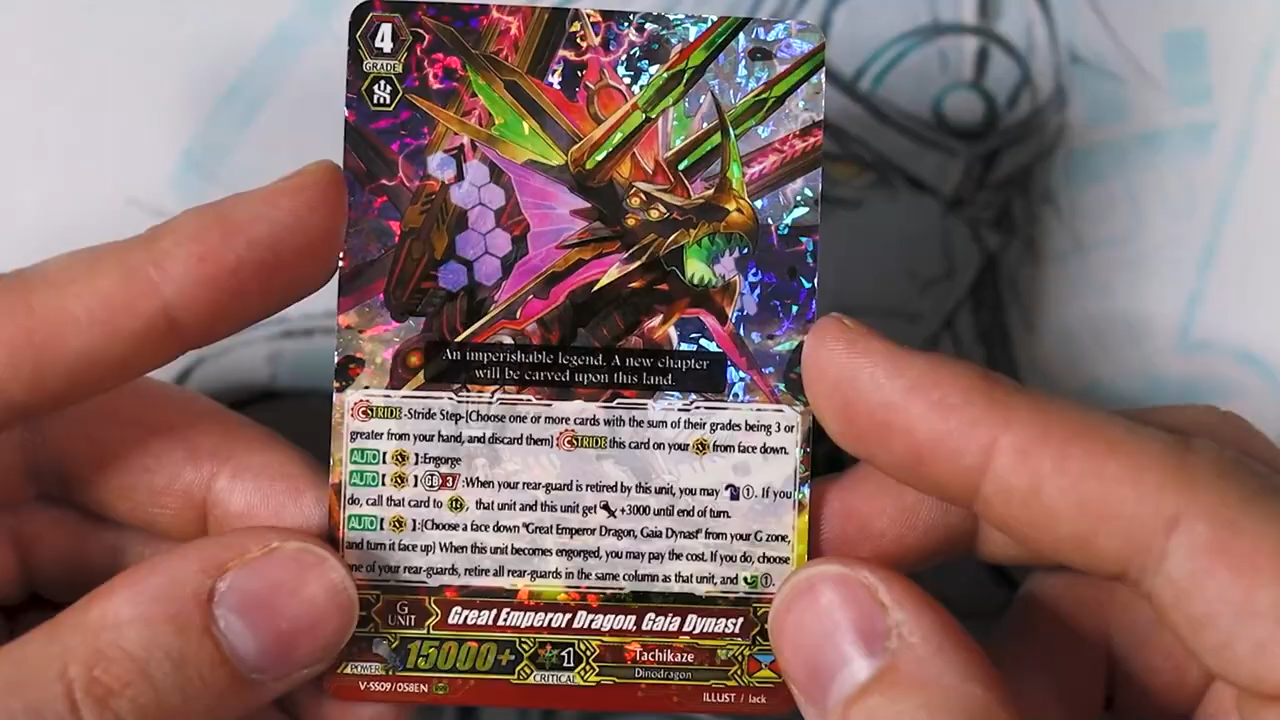 4
GRADE
An imperishable legend. A new chapter
will be carved upon this land.
STRIDE -Stride Step-[Choose one or more cards with the sum of their grades being 3 or
greater from your hand, and discard them] STRIDE this card on your from face down.
AUTO【 】:Engorge
AUTO【 】GB 3:When your rear-guard is retired by this unit, you may ①. If you
do, call that card to , that unit and this unit get +3000 until end of turn.
AUTO【 】:[Choose a face down "Great Emperor Dragon, Gaia Dynast" from your G zone,
and turn it face up] When this unit becomes engorged, you may pay the cost. If you do, choose
one of your rear-guards, retire all rear-guards in the same column as that unit, and ①.
G UNIT
Great Emperor Dragon, Gaia Dynast
POWER 15000+
1 CRITICAL
Tachikaze
Dinodragon
V-SS09/058EN RRR
ILLUST / lack